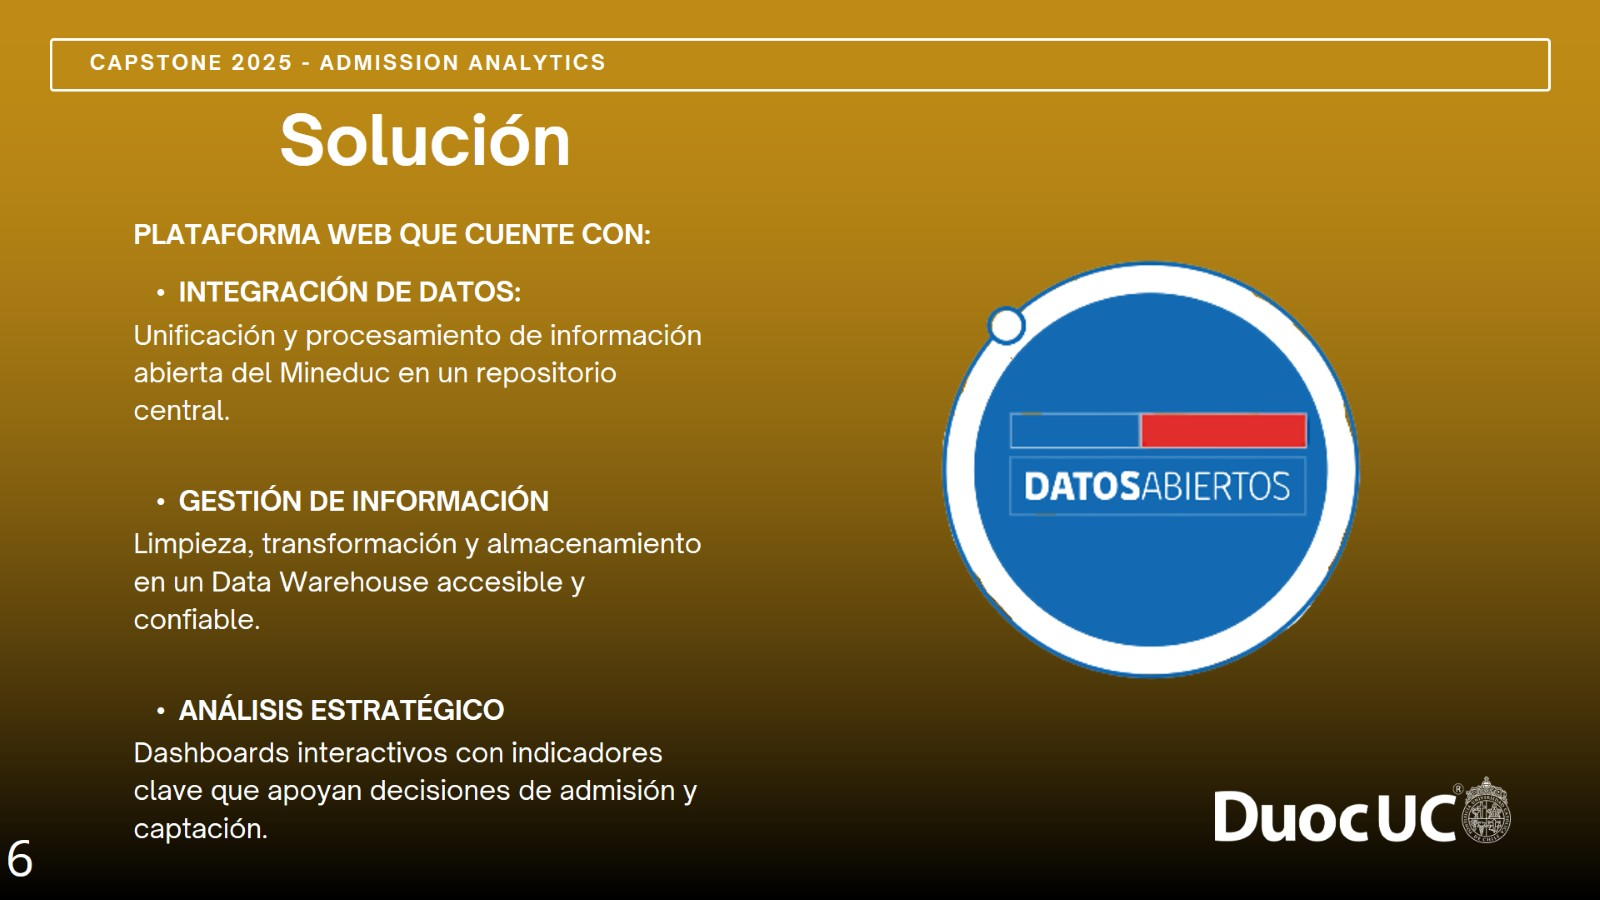 CAPSTONE 2025 - ADMISSION ANALYTICS
Solución
PLATAFORMA WEB QUE CUENTE CON:
• INTEGRACIÓN DE DATOS:
Unificación y procesamiento de información
abierta del Mineduc en un repositorio
central.
• GESTIÓN DE INFORMACIÓN
Limpieza, transformación y almacenamiento
en un Data Warehouse accesible y
confiable.
• ANÁLISIS ESTRATÉGICO
Dashboards interactivos con indicadores
clave que apoyan decisiones de admisión y
captación.
DATOSABIERTOS
DuocUC®
6